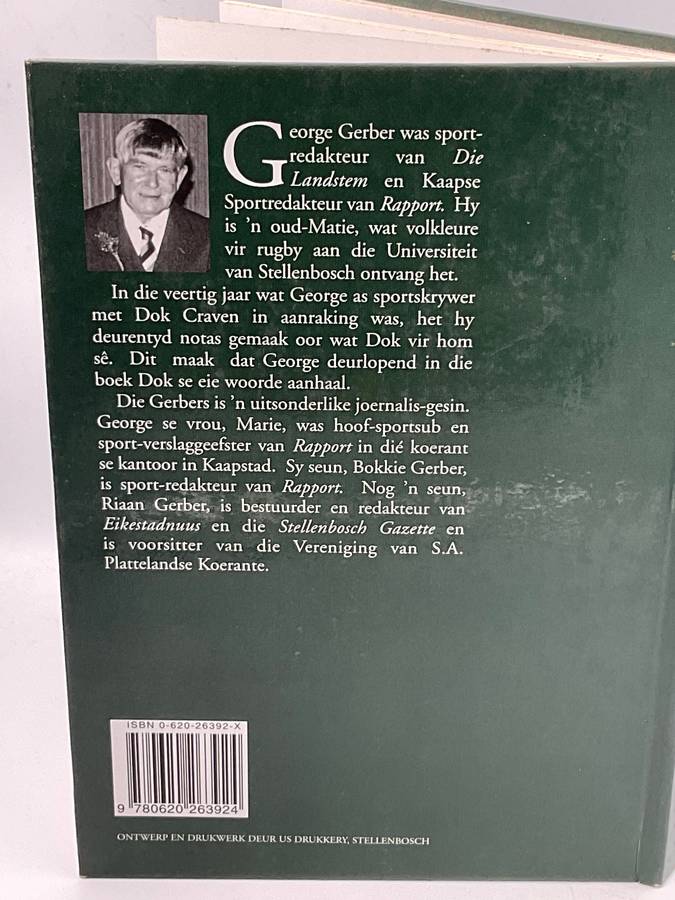 George Gerber was sport-
redakteur van Die
Landstem en Kaapse
Sportredakteur van Rapport. Hy
is 'n oud-Matie, wat volkleure
vir rugby aan die Universiteit
van Stellenbosch ontvang het.
In die veertig jaar wat George as sportskrywer
met Dok Craven in aanraking was, het hy
deurentyd notas gemaak oor wat Dok vir hom
sê. Dit maak dat George deurlopend in die
boek Dok se eie woorde aanhaal.
Die Gerbers is 'n uitsonderlike joernalis-gesin.
George se vrou, Marie, was hoof-sportsub en
sport-verslaggeefster van Rapport in dié koerant
se kantoor in Kaapstad. Sy seun, Bokkie Gerber,
is sport-redakteur van Rapport. Nog 'n seun,
Riaan Gerber, is bestuurder en redakteur van
Eikestadnuus en die Stellenbosch Gazette en
is voorsitter van die Vereniging van S.A.
Plattelandse Koerante.
ISBN 0-620-26392-X
9 780620 263924
ONTWERP EN DRUKWERK DEUR US DRUKKERY, STELLENBOSCH